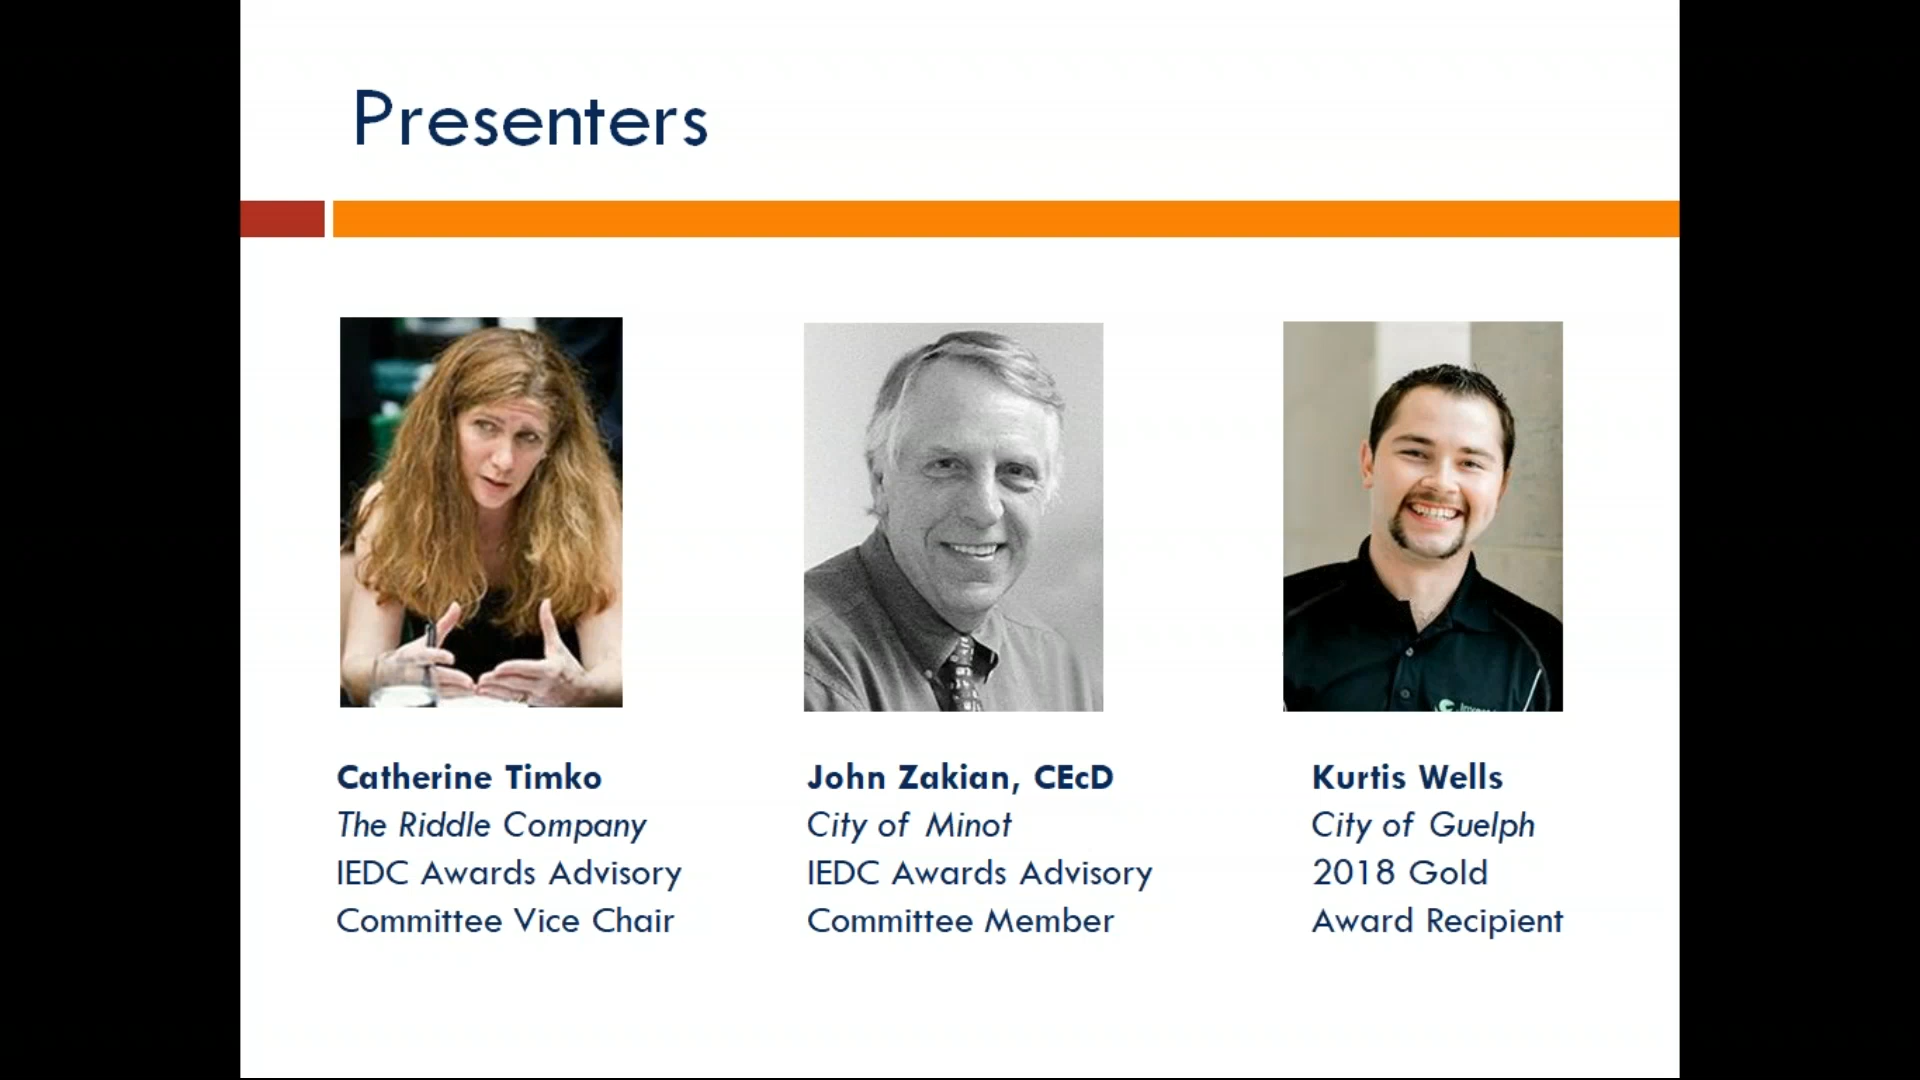 Presenters
Catherine Timko
The Riddle Company
IEDC Awards Advisory
Committee Vice Chair
John Zakian, CEcD
City of Minot
IEDC Awards Advisory
Committee Member
Kurtis Wells
City of Guelph
2018 Gold
Award Recipient